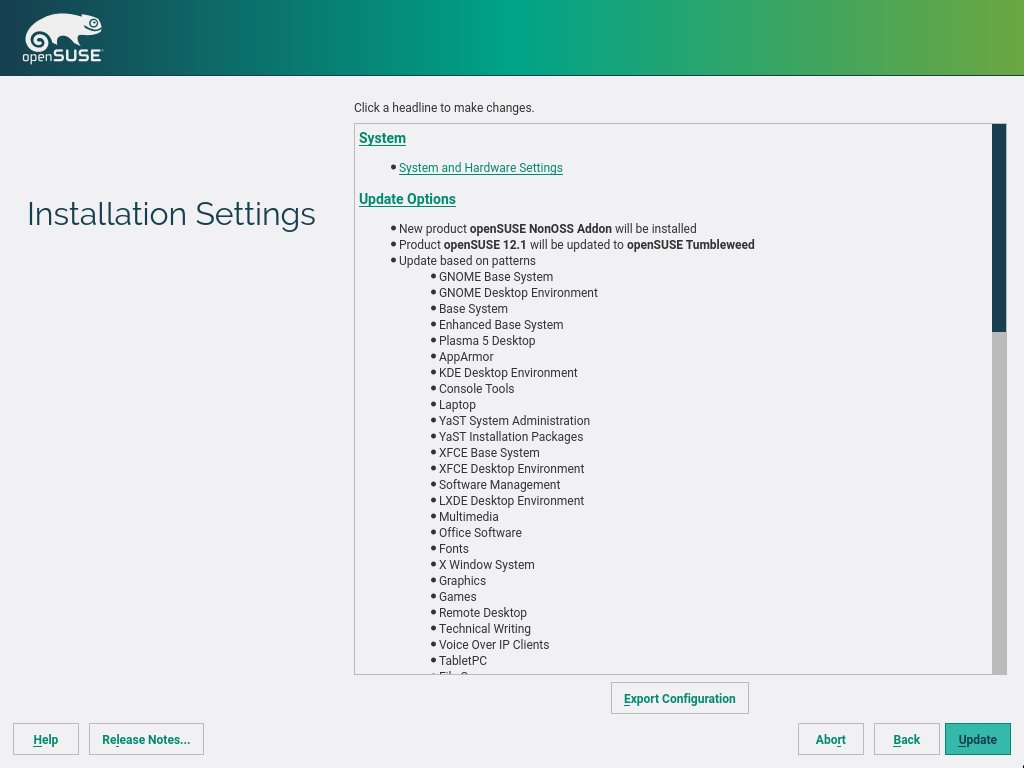 openSUSE
Click a headline to make changes.
System
System and Hardware Settings
Update Options
Installation Settings
New product openSUSE NonOSS Addon will be installed
Product openSUSE 12.1 will be updated to openSUSE Tumbleweed
Update based on patterns
GNOME Base System
GNOME Desktop Environment
Base System
Enhanced Base System
Plasma 5 Desktop
AppArmor
KDE Desktop Environment
Console Tools
Laptop
YaST System Administration
YaST Installation Packages
XFCE Base System
XFCE Desktop Environment
Software Management
LXDE Desktop Environment
Multimedia
Office Software
Fonts
X Window System
Graphics
Games
Remote Desktop
Technical Writing
Voice Over IP Clients
TabletPC
Export Configuration
Help
Release Notes...
Abort
Back
Update